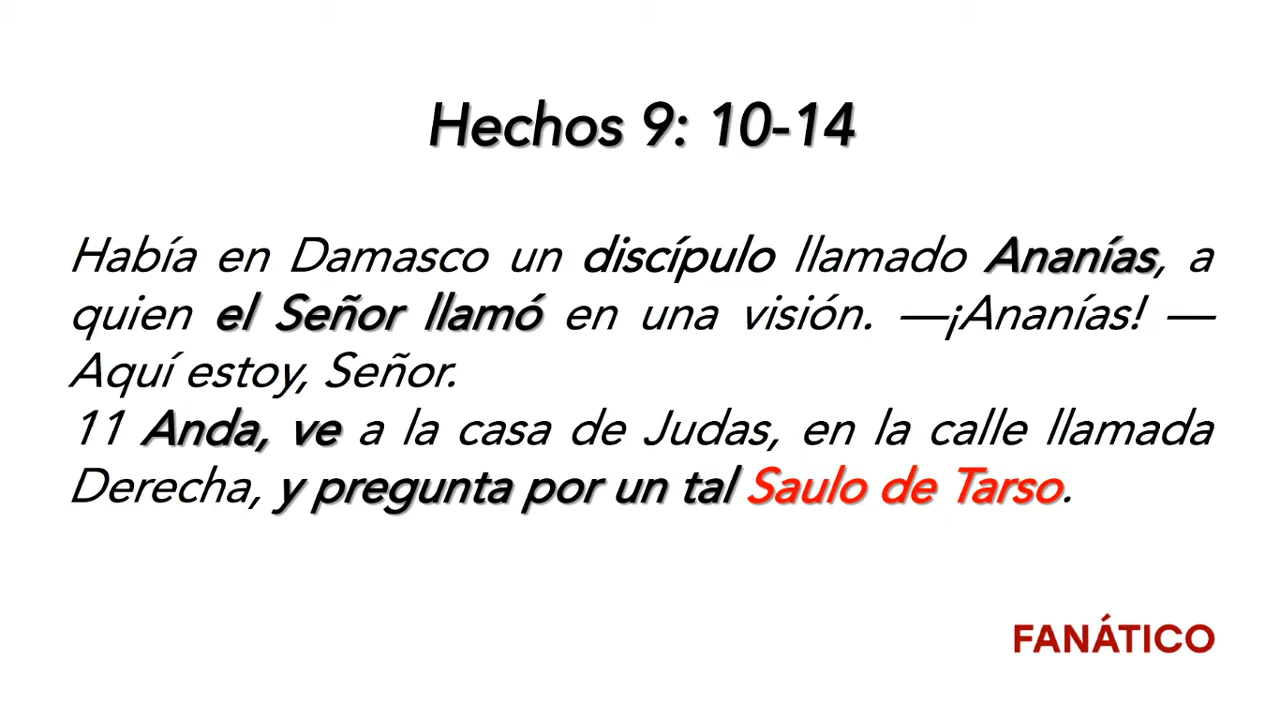 Hechos 9: 10-14
Había en Damasco un discípulo llamado Ananías, a
quien el Señor llamó en una visión. —¡Ananías! —
Aquí estoy, Señor.
11 Anda, ve a la casa de Judas, en la calle llamada
Derecha, y pregunta por un tal Saulo de Tarso.
FANÁTICO